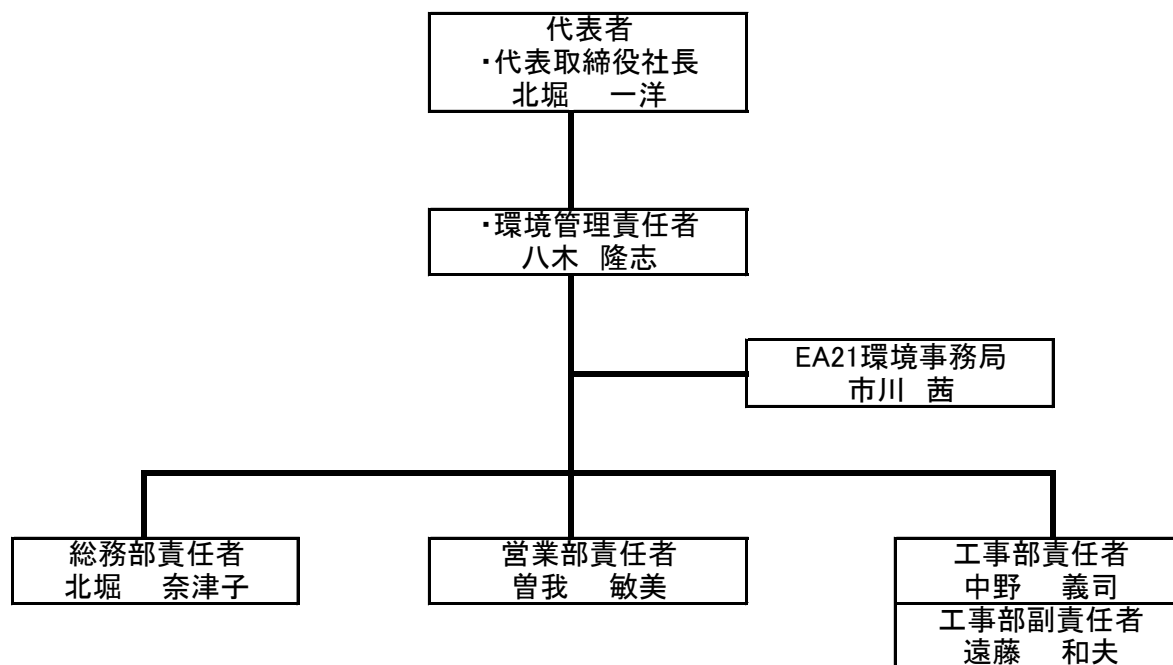 代表者
・代表取締役社長
北堀　一洋
・環境管理責任者
八木　隆志
EA21環境事務局
市川　茜
総務部責任者
北堀　奈津子
営業部責任者
曽我　敏美
工事部責任者
中野　義司
工事部副責任者
遠藤　和夫